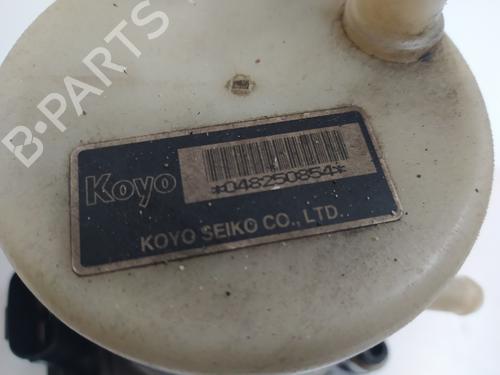 B-PARTS
Koyo
*048250854*
KOYO SEIKO CO., LTD.